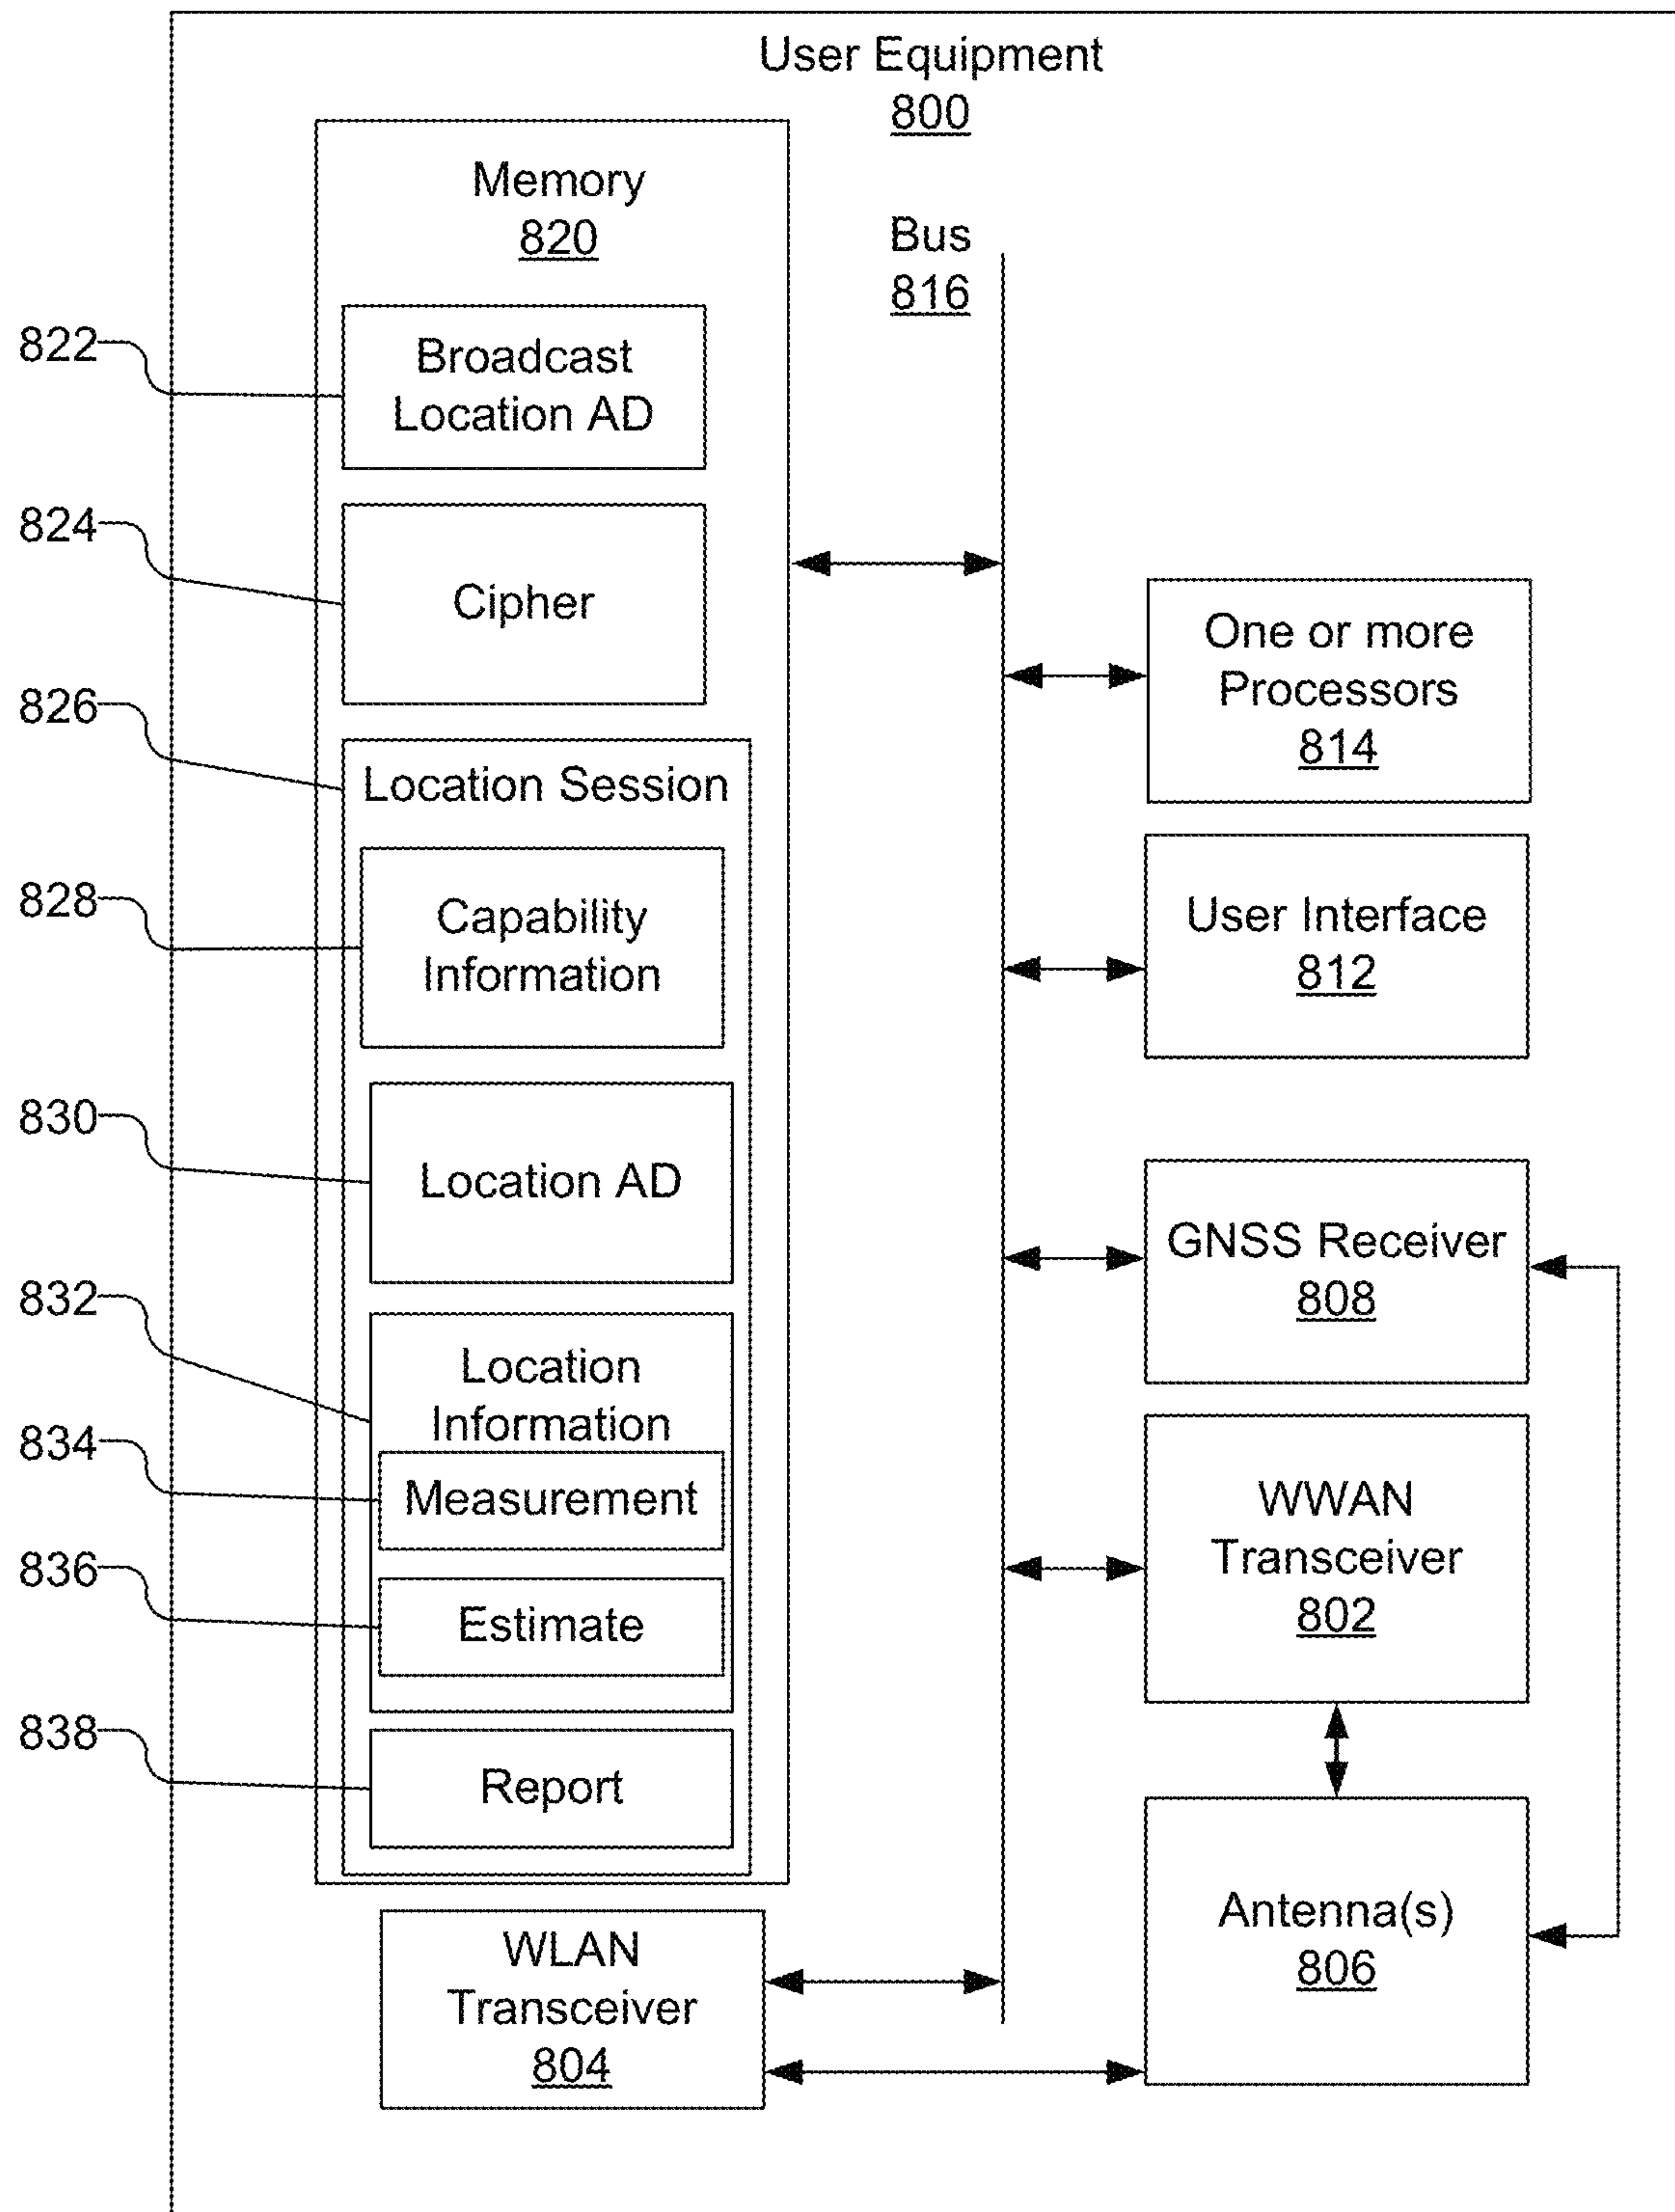 User Equipment
800
Memory
820
Bus
816
822
Broadcast
Location AD
824
Cipher
826
Location Session
828
Capability
Information
830
Location AD
832
Location
Information
834
Measurement
836
Estimate
838
Report
One or more
Processors
814
User Interface
812
GNSS Receiver
808
WWAN
Transceiver
802
Antenna(s)
806
WLAN
Transceiver
804